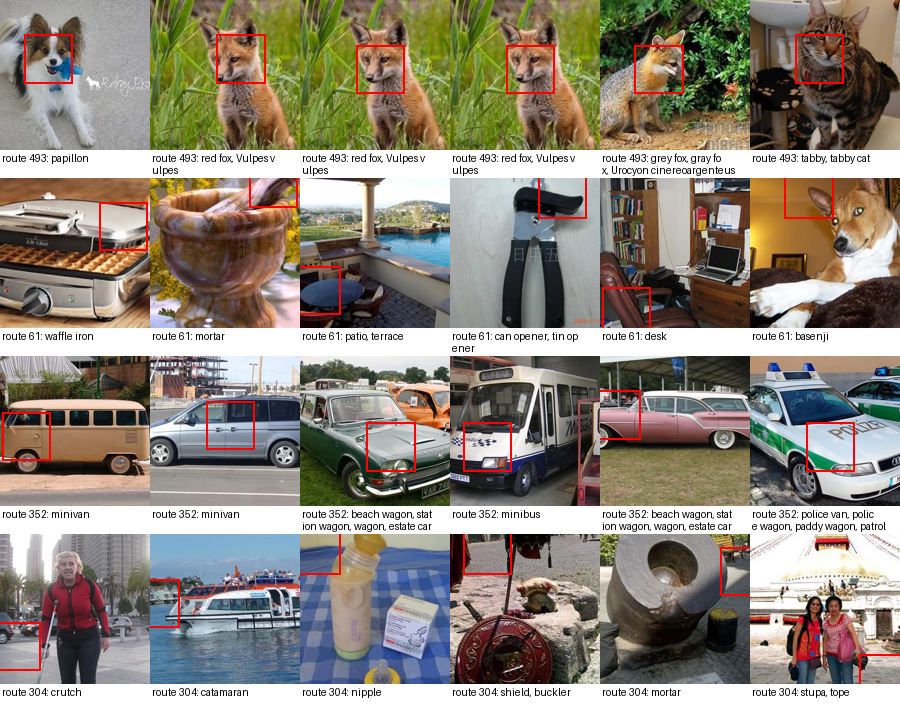 route 493: papillon
route 493: red fox, Vulpes v
ulpes
route 493: red fox, Vulpes v
ulpes
route 493: red fox, Vulpes v
ulpes
route 493: grey fox, gray fo
x, Urocyon cinereoargenteus
route 493: tabby, tabby cat
route 61: waffle iron
route 61: mortar
route 61: patio, terrace
route 61: can opener, tin op
ener
route 61: desk
route 61: basenji
POLIZEI
route 352: minivan
route 352: minivan
route 352: beach wagon, stat
ion wagon, wagon, estate car
route 352: minibus
route 352: beach wagon, stat
ion wagon, wagon, estate car
route 352: police van, polic
e wagon, paddy wagon, patrol
route 304: crutch
route 304: catamaran
route 304: nipple
route 304: shield, buckler
route 304: mortar
route 304: stupa, tope